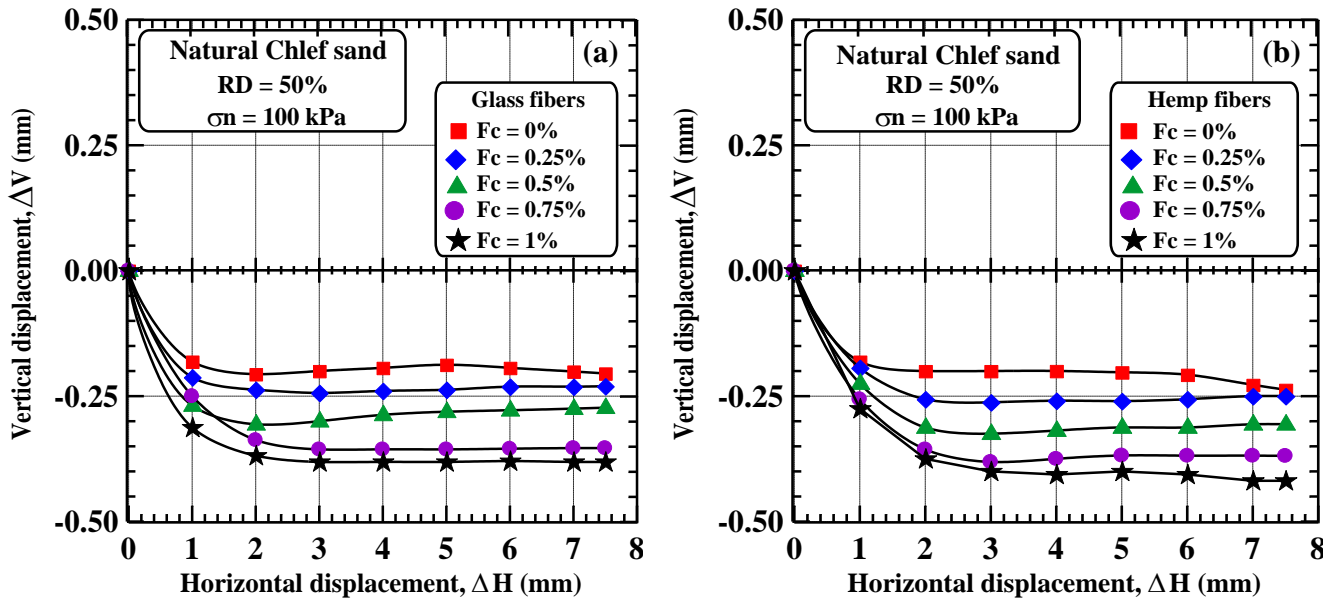 Natural Chlef sand
RD = 50%
σn = 100 kPa
(a)
Glass fibers
Fc = 0%
Fc = 0.25%
Fc = 0.5%
Fc = 0.75%
Fc = 1%
0.50
0.25
0.00
-0.25
-0.50
Vertical displacement, ΔV (mm)
0 1 2 3 4 5 6 7 8
Horizontal displacement, ΔH (mm)
Natural Chlef sand
RD = 50%
σn = 100 kPa
(b)
Hemp fibers
Fc = 0%
Fc = 0.25%
Fc = 0.5%
Fc = 0.75%
Fc = 1%
0.50
0.25
0.00
-0.25
-0.50
Vertical displacement, ΔV (mm)
0 1 2 3 4 5 6 7 8
Horizontal displacement, ΔH (mm)